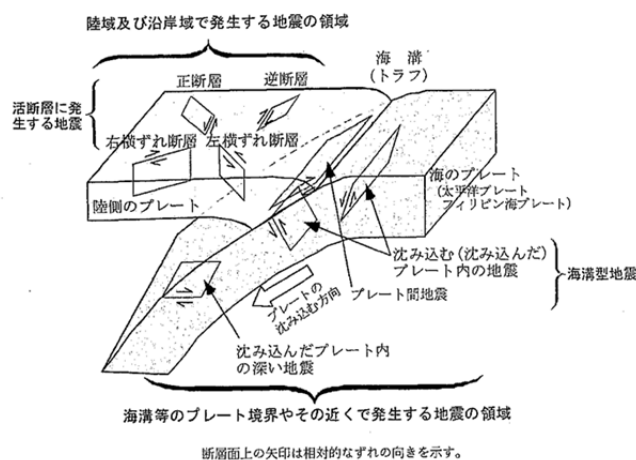 陸域及び沿岸域で発生する地震の領域
海溝
(トラフ)
正断層
逆断層
活断層に発
生する地震
右横ずれ断層
左横ずれ断層
陸側のプレート
海のプレート
(太平洋プレート
フィリピン海プレート)
沈み込む(沈み込んだ)
プレート内の地震
プレート間地震
海溝型地震
プレートの
沈み込む方向
沈み込んだプレート内
の深い地震
海溝等のプレート境界やその近くで発生する地震の領域
断層面上の矢印は相対的なずれの向きを示す。